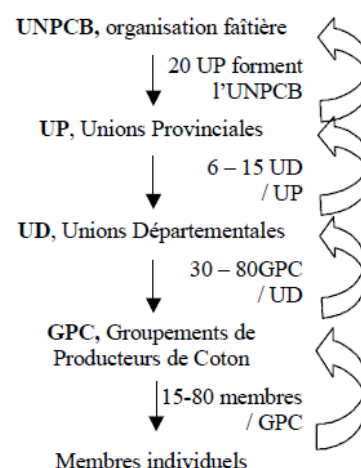 UNPCB, organisation faîtière
20 UP forment
l'UNPCB
UP, Unions Provinciales
6 – 15 UD
/ UP
UD, Unions Départementales
30 – 80GPC
/ UD
GPC, Groupements de
Producteurs de Coton
15-80 membres
/ GPC
Membres individuels